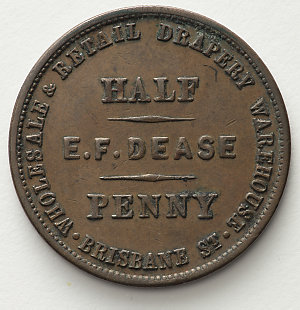 WHOLESALE & RETAIL DRAPERY WAREHOUSE
HALF
E.F. DEASE
PENNY
· BRISBANE ST. ·